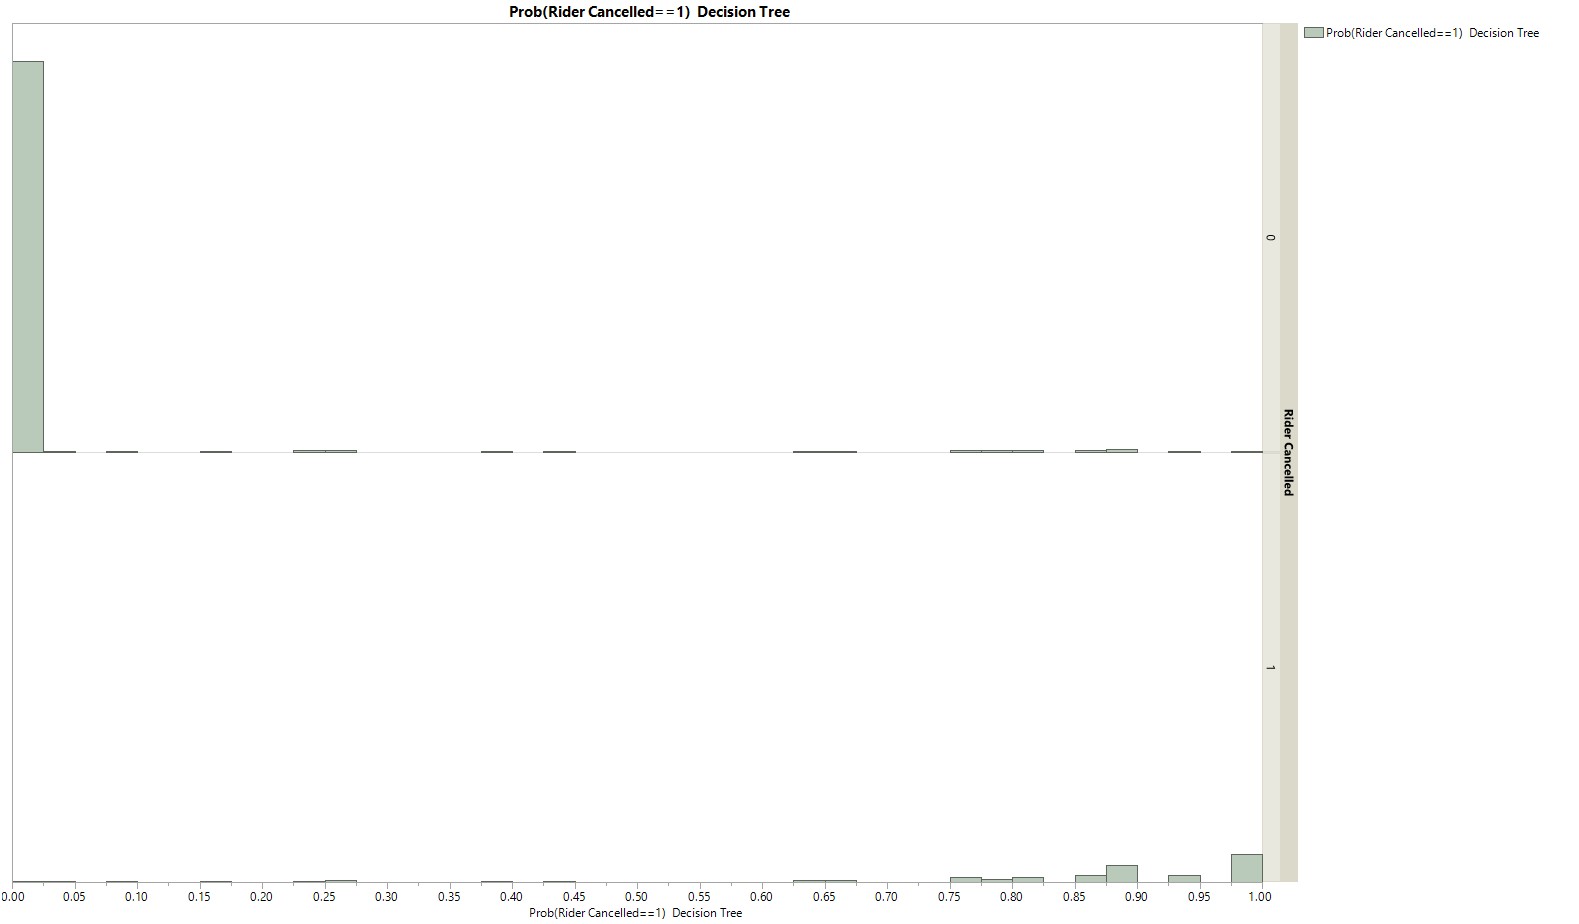 Prob(Rider Cancelled==1) Decision Tree
Prob(Rider Cancelled==1) Decision Tree
0
Rider Cancelled
1
0.00 0.05 0.10 0.15 0.20 0.25 0.30 0.35 0.40 0.45 0.50 0.55 0.60 0.65 0.70 0.75 0.80 0.85 0.90 0.95 1.00
Prob(Rider Cancelled==1) Decision Tree